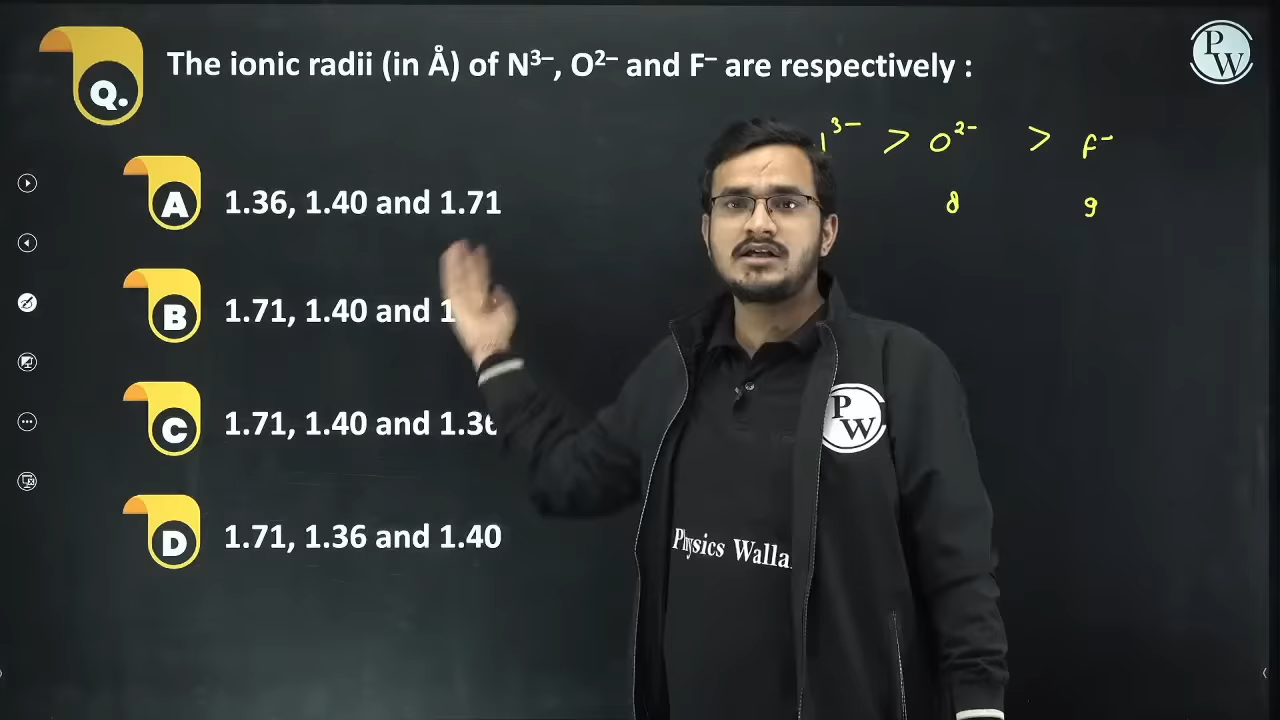 Q. The ionic radii (in Å) of N³⁻, O²⁻ and F⁻ are respectively :
P
W
3- > O²⁻ > F⁻
8 9
A 1.36, 1.40 and 1.71
B 1.71, 1.40 and
C 1.71, 1.40 and 1.36
D 1.71, 1.36 and 1.40
P
W
Physics Walla